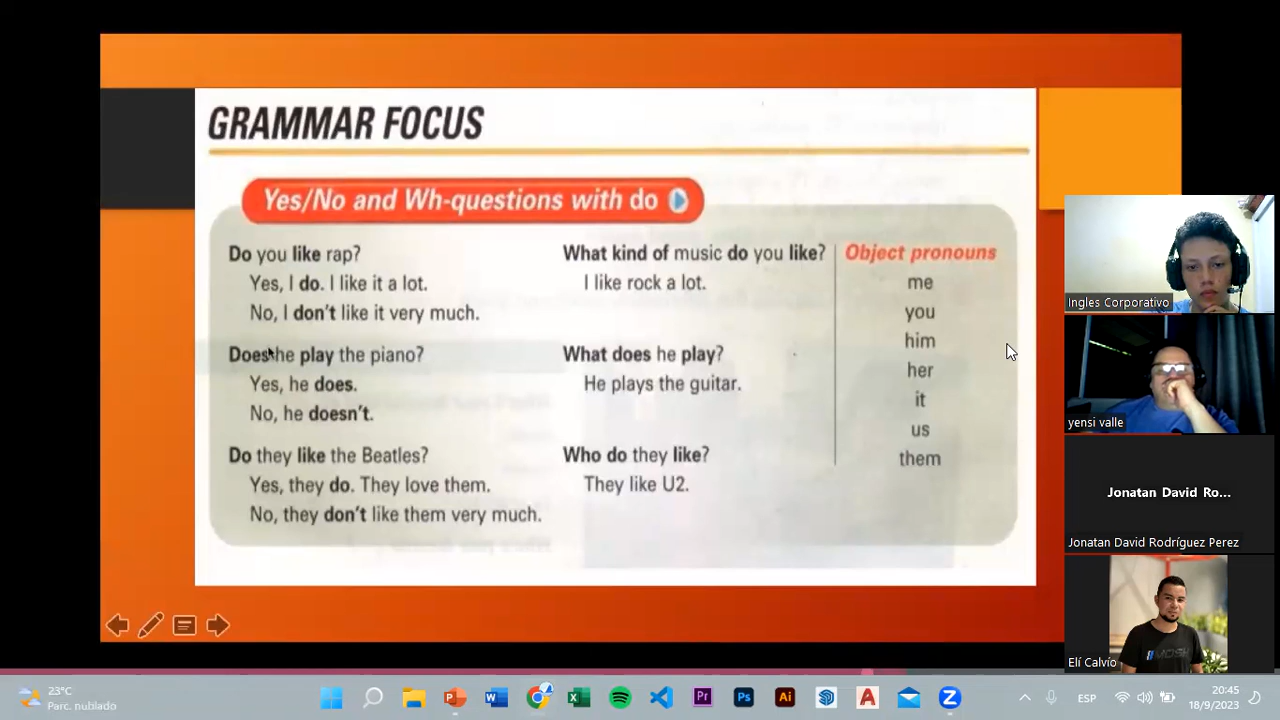 GRAMMAR FOCUS
Yes/No and Wh-questions with do
Do you like rap?
Yes, I do. I like it a lot.
No, I don't like it very much.
Does he play the piano?
Yes, he does.
No, he doesn't.
Do they like the Beatles?
Yes, they do. They love them.
No, they don't like them very much.
What kind of music do you like?
I like rock a lot.
What does he play?
He plays the guitar.
Who do they like?
They like U2.
Object pronouns
me
you
him
her
it
us
them
Ingles Corporativo
yensi valle
Jonatan David Ro...
Jonatan David Rodríguez Perez
Elí Calvío
23°C
Parc. nublado
ESP
20:45
18/9/2023